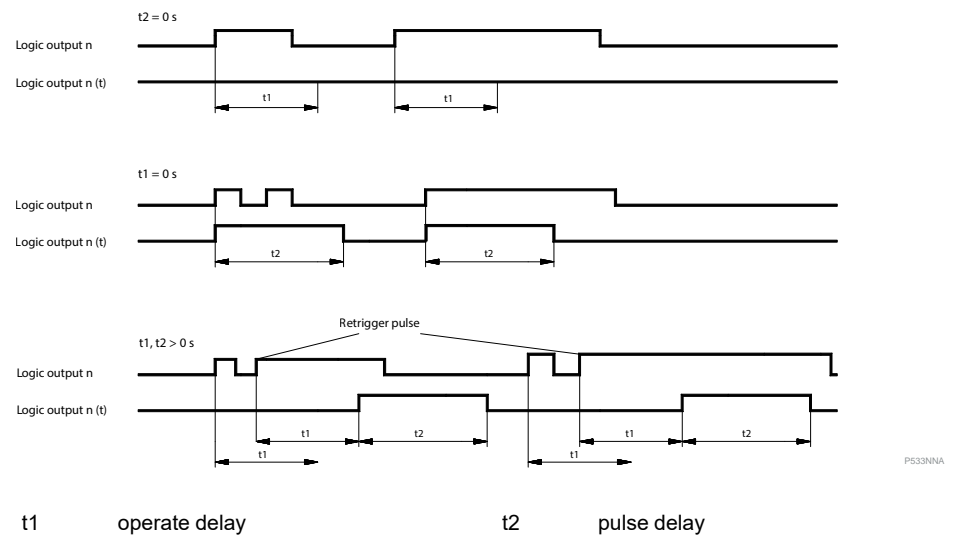 t2 = 0 s
Logic output n
Logic output n (t)
t1 t1
t1 = 0 s
Logic output n
Logic output n (t)
t2 t2
Retrigger pulse
t1, t2 > 0 s
Logic output n
Logic output n (t)
t1 t2 t1 t2
t1 t1
P533NNA
t1 operate delay t2 pulse delay